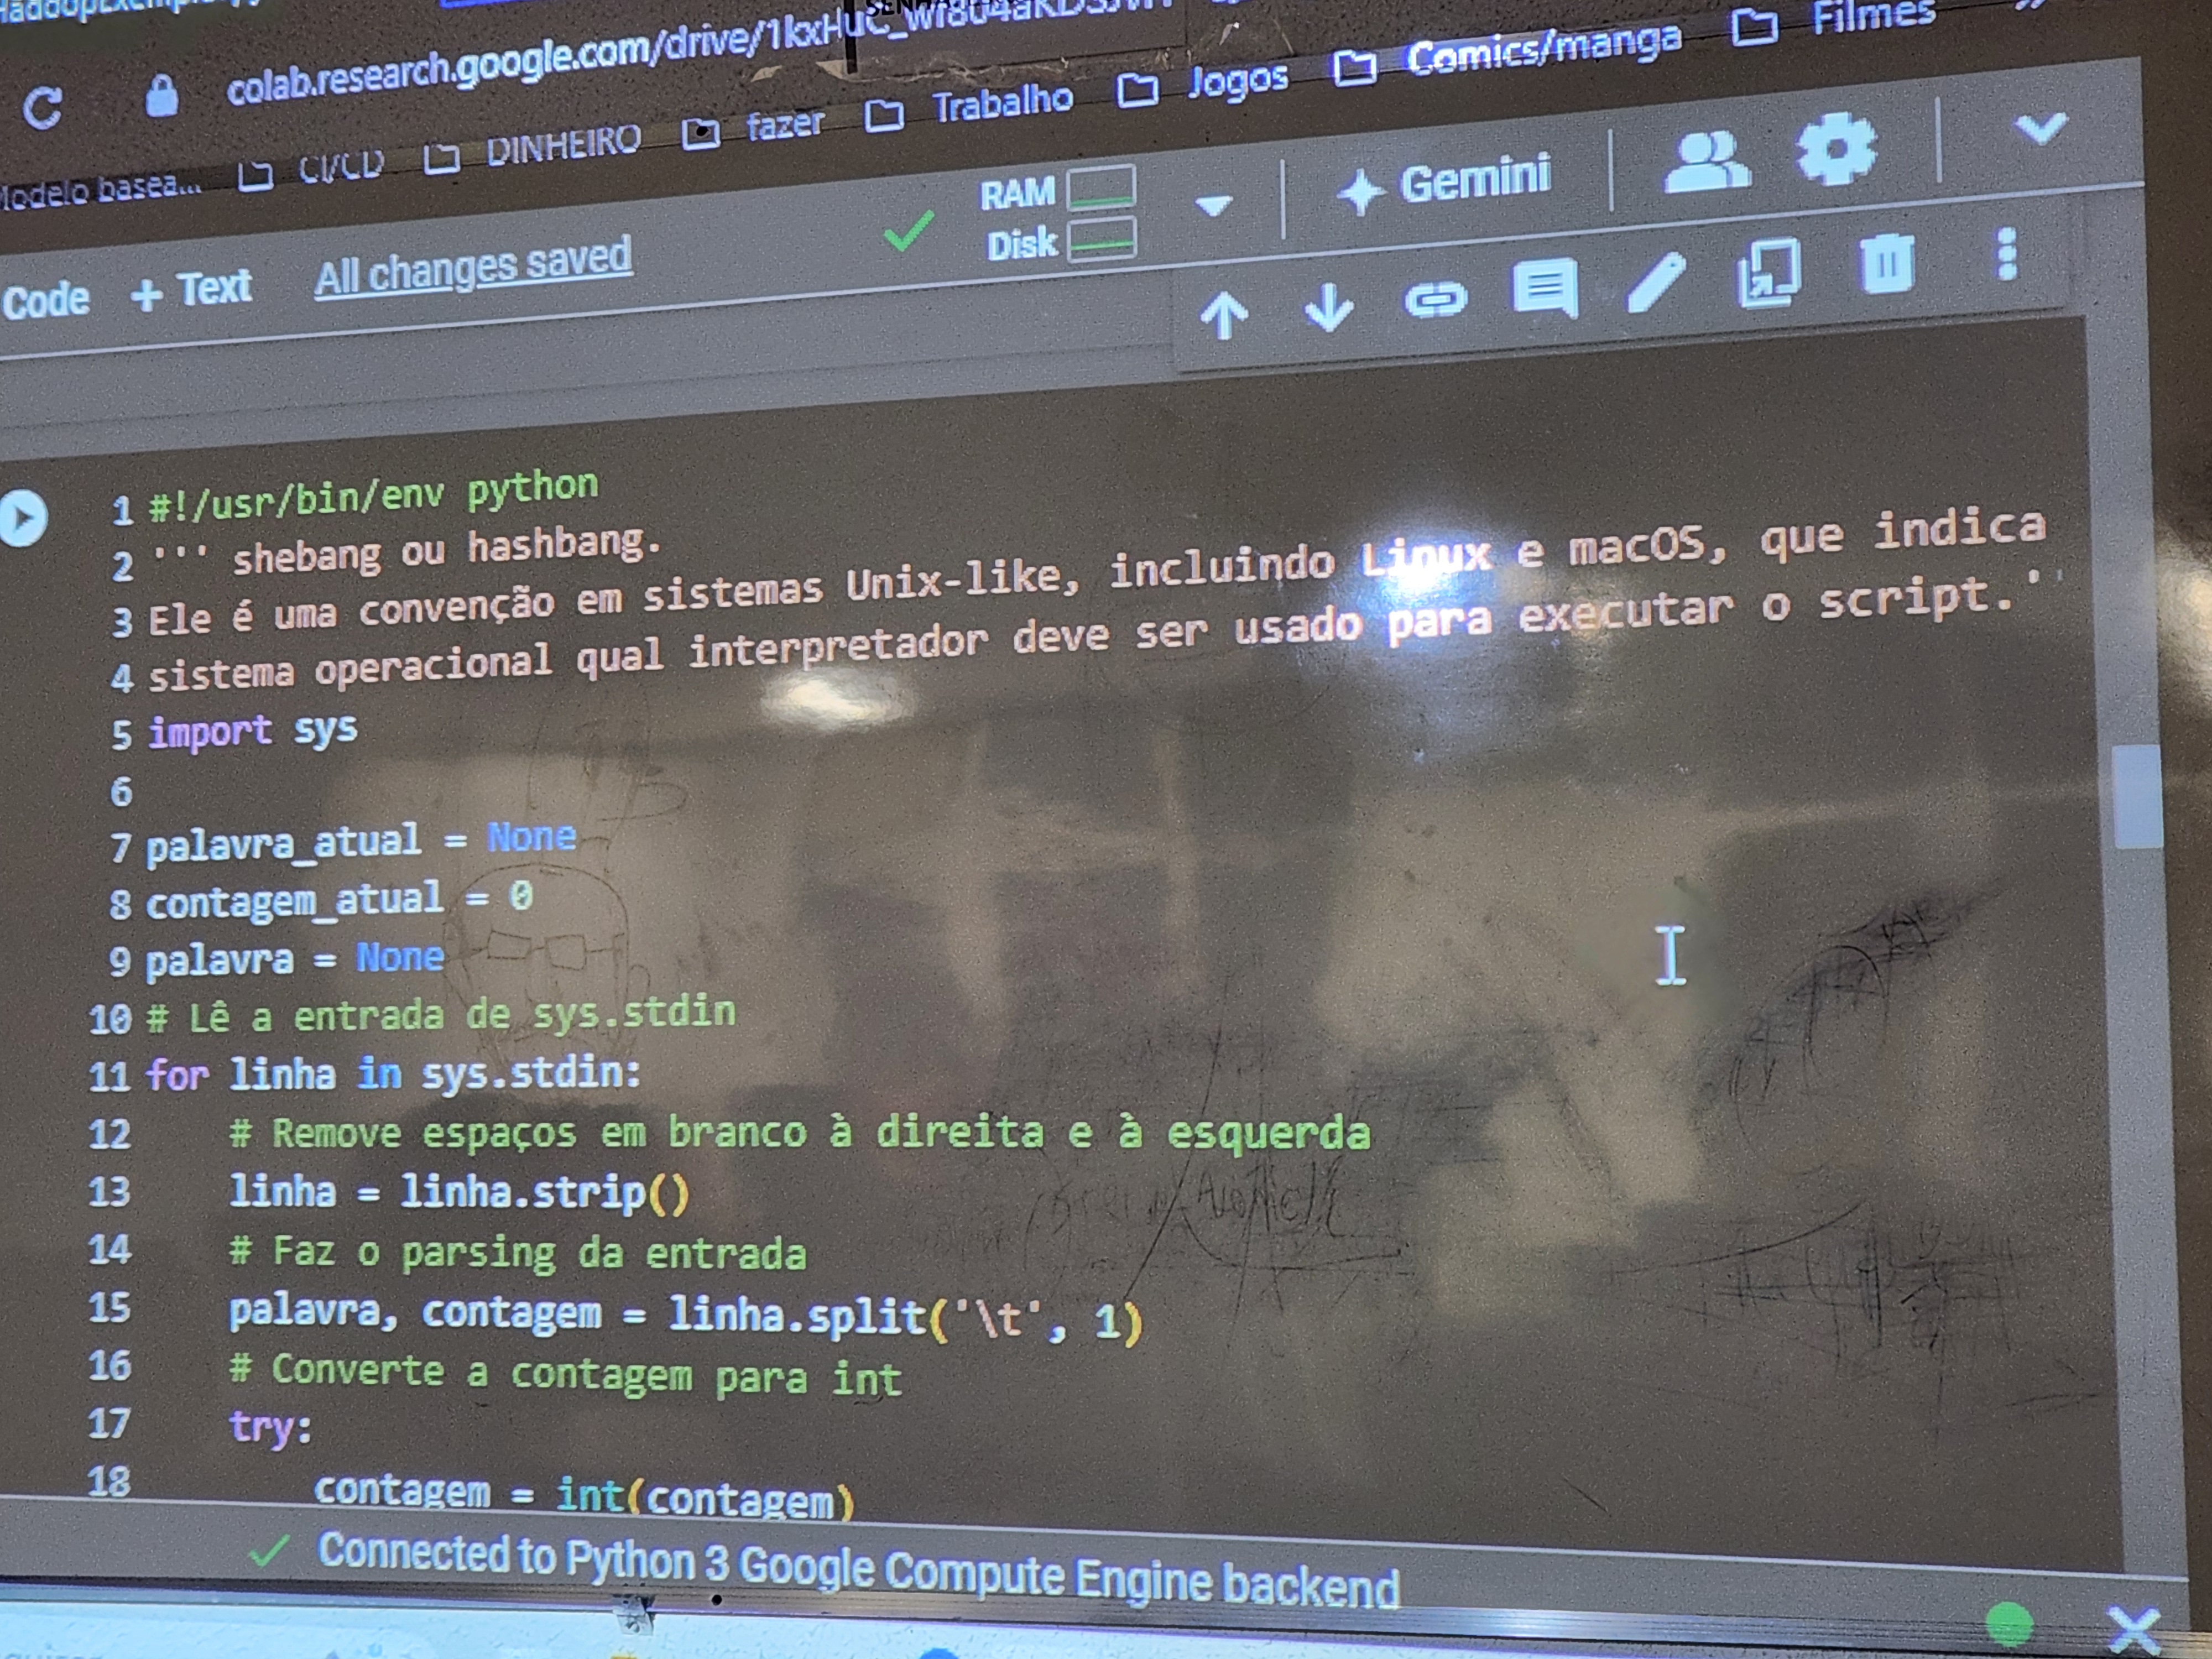 colab.research.google.com/drive/
CI/CD DINHEIRO fazer Trabalho Jogos Comics/manga Filmes
Code + Text All changes saved
RAM
Disk
Gemini
1 #!/usr/bin/env python
2 ''' shebang ou hashbang.
3 Ele é uma convenção em sistemas Unix-like, incluindo Linux e macOS, que indica
4 sistema operacional qual interpretador deve ser usado para executar o script.''
5 import sys
6
7 palavra_atual = None
8 contagem_atual = 0
9 palavra = None
10 # Lê a entrada de sys.stdin
11 for linha in sys.stdin:
12 # Remove espaços em branco à direita e à esquerda
13 linha = linha.strip()
14 # Faz o parsing da entrada
15 palavra, contagem = linha.split('\t', 1)
16 # Converte a contagem para int
17 try:
18 contagem = int(contagem)
Connected to Python 3 Google Compute Engine backend